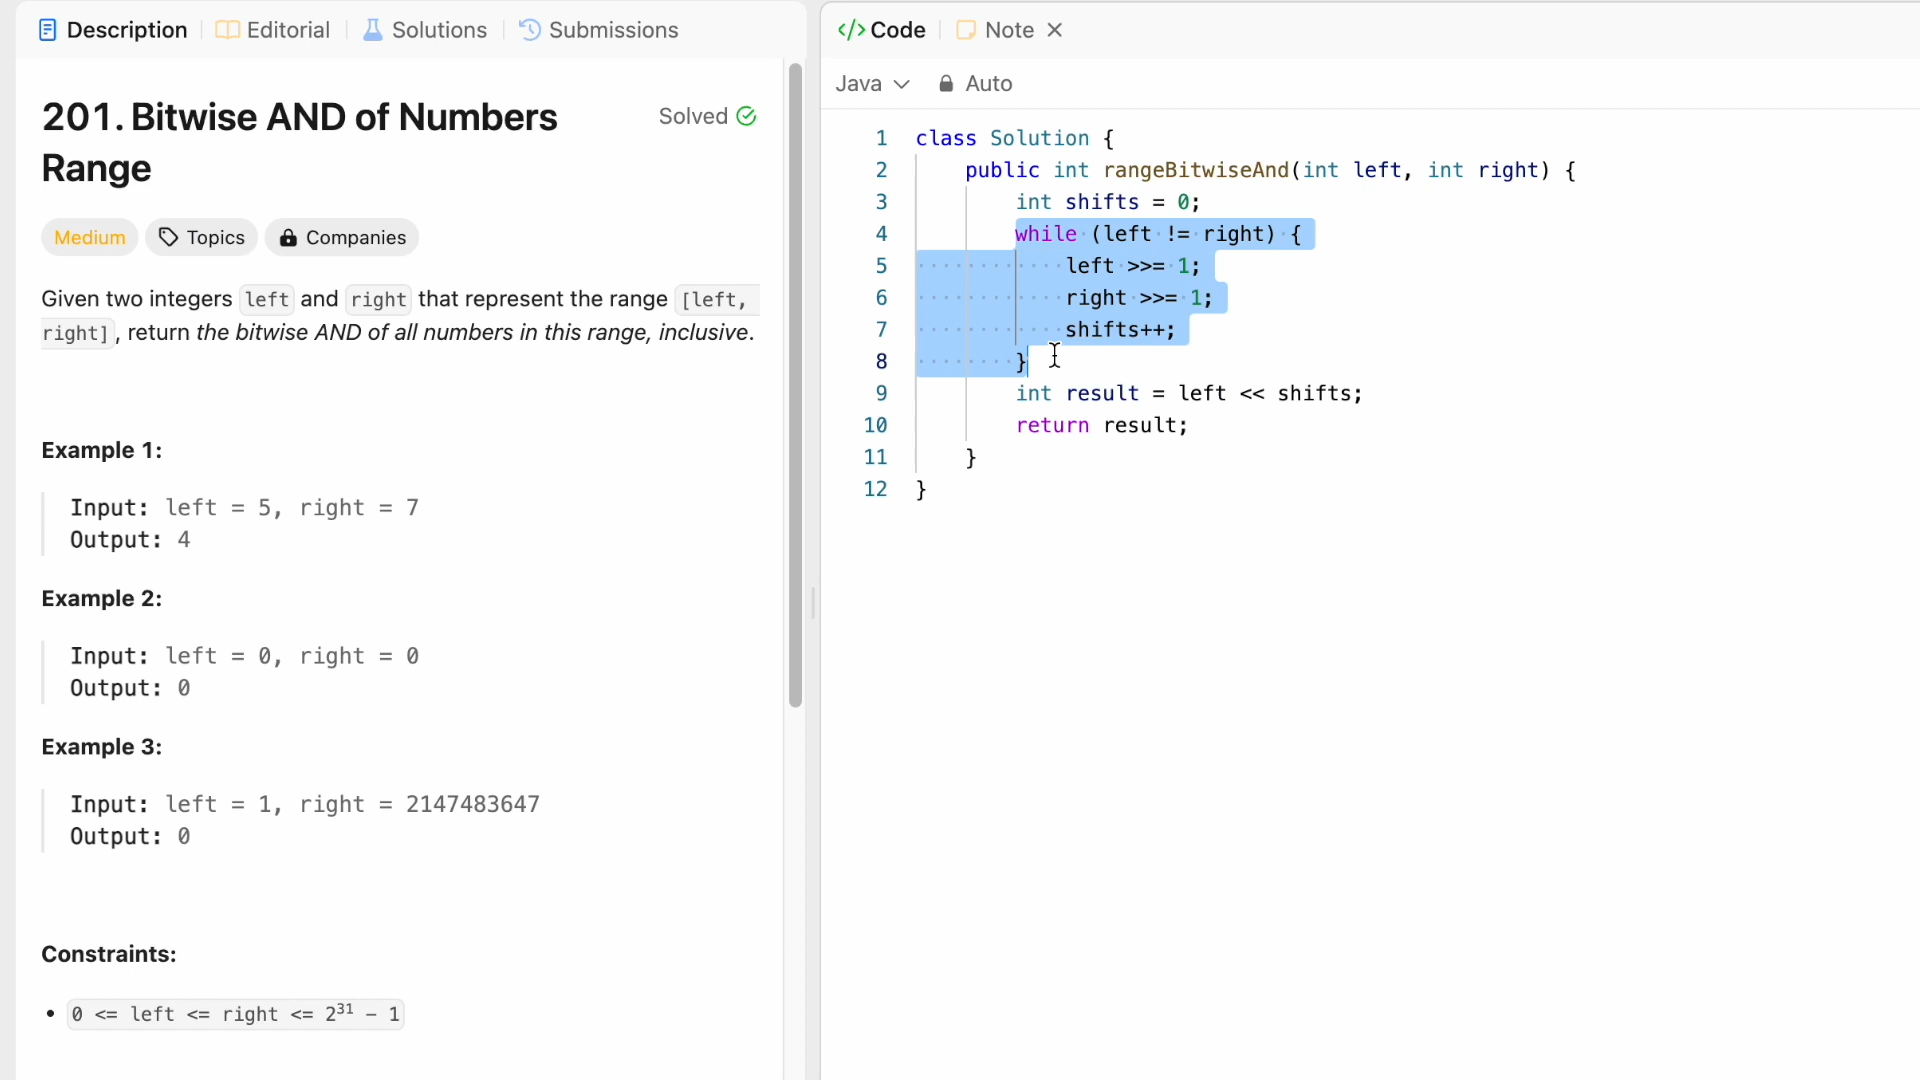 Description Editorial Solutions Submissions
201. Bitwise AND of Numbers
Range
Solved
Medium Topics Companies
Given two integers left and right that represent the range [left,
right], return the bitwise AND of all numbers in this range, inclusive.
Example 1:
Input: left = 5, right = 7
Output: 4
Example 2:
Input: left = 0, right = 0
Output: 0
Example 3:
Input: left = 1, right = 2147483647
Output: 0
Constraints:
• 0 <= left <= right <= 2³¹ - 1
</> Code Note
Java Auto
1 class Solution {
2     public int rangeBitwiseAnd(int left, int right) {
3         int shifts = 0;
4         while (left != right) {
5             left >>>= 1;
6             right >>>= 1;
7             shifts++;
8         }
9         int result = left << shifts;
10         return result;
11     }
12 }